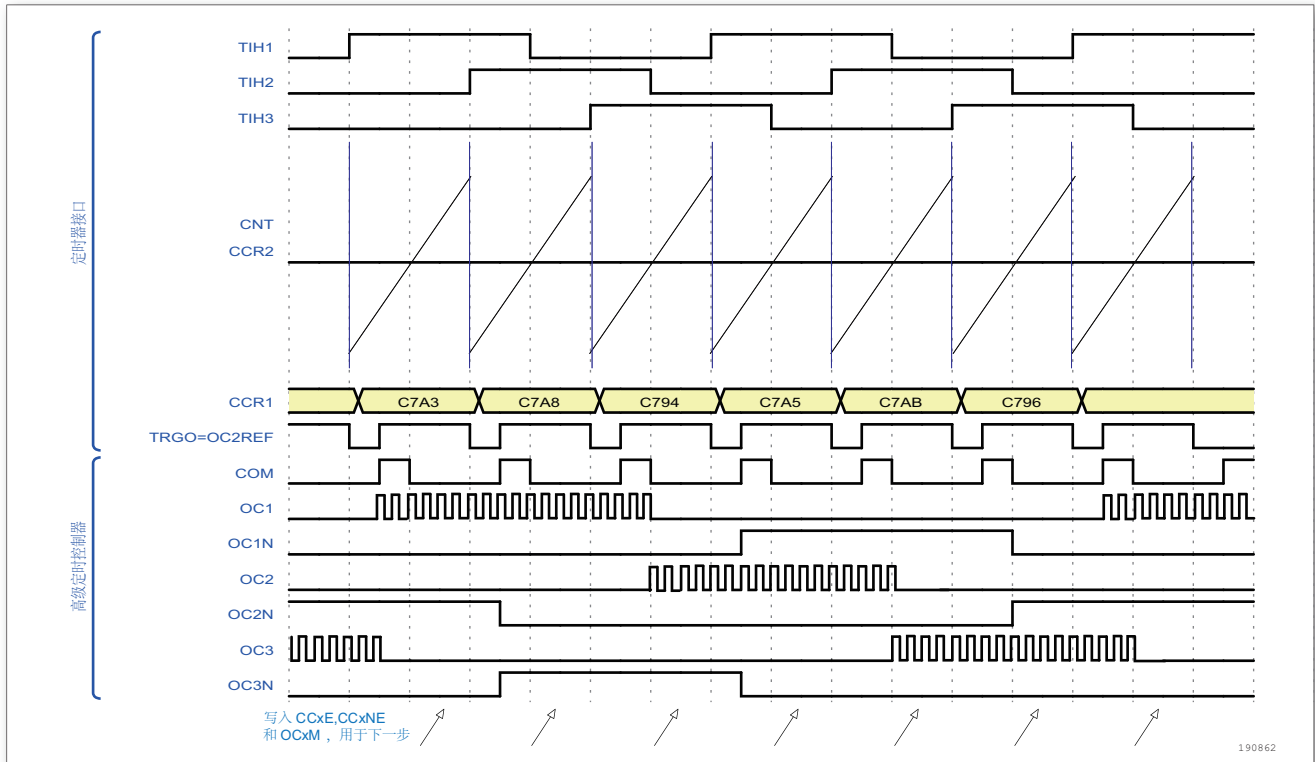 TIH1
TIH2
TIH3
定时器接口
CNT
CCR2
CCR1
C7A3 C7A8 C794 C7A5 C7AB C796
TRGO=OC2REF
COM
高级定时控制器
OC1
OC1N
OC2
OC2N
OC3
OC3N
写入 CCxE,CCxNE
和 OCxM ，用于下一步
190862